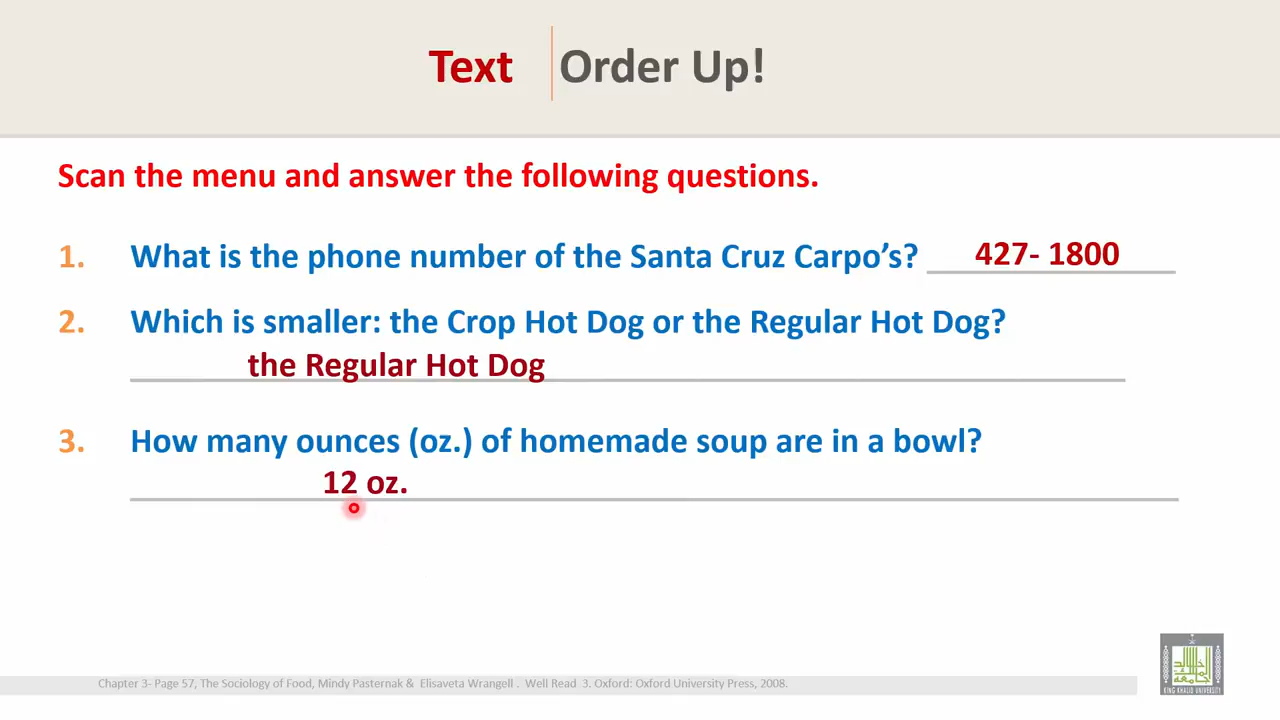 Text Order Up!
Scan the menu and answer the following questions.
1. What is the phone number of the Santa Cruz Carpo’s? 427- 1800
2. Which is smaller: the Crop Hot Dog or the Regular Hot Dog?
the Regular Hot Dog
3. How many ounces (oz.) of homemade soup are in a bowl?
12 oz.
Chapter 3- Page 57, The Sociology of Food, Mindy Pasternak & Elisaveta Wrangell . Well Read 3. Oxford: Oxford University Press, 2008.
KING KHALID UNIVERSITY